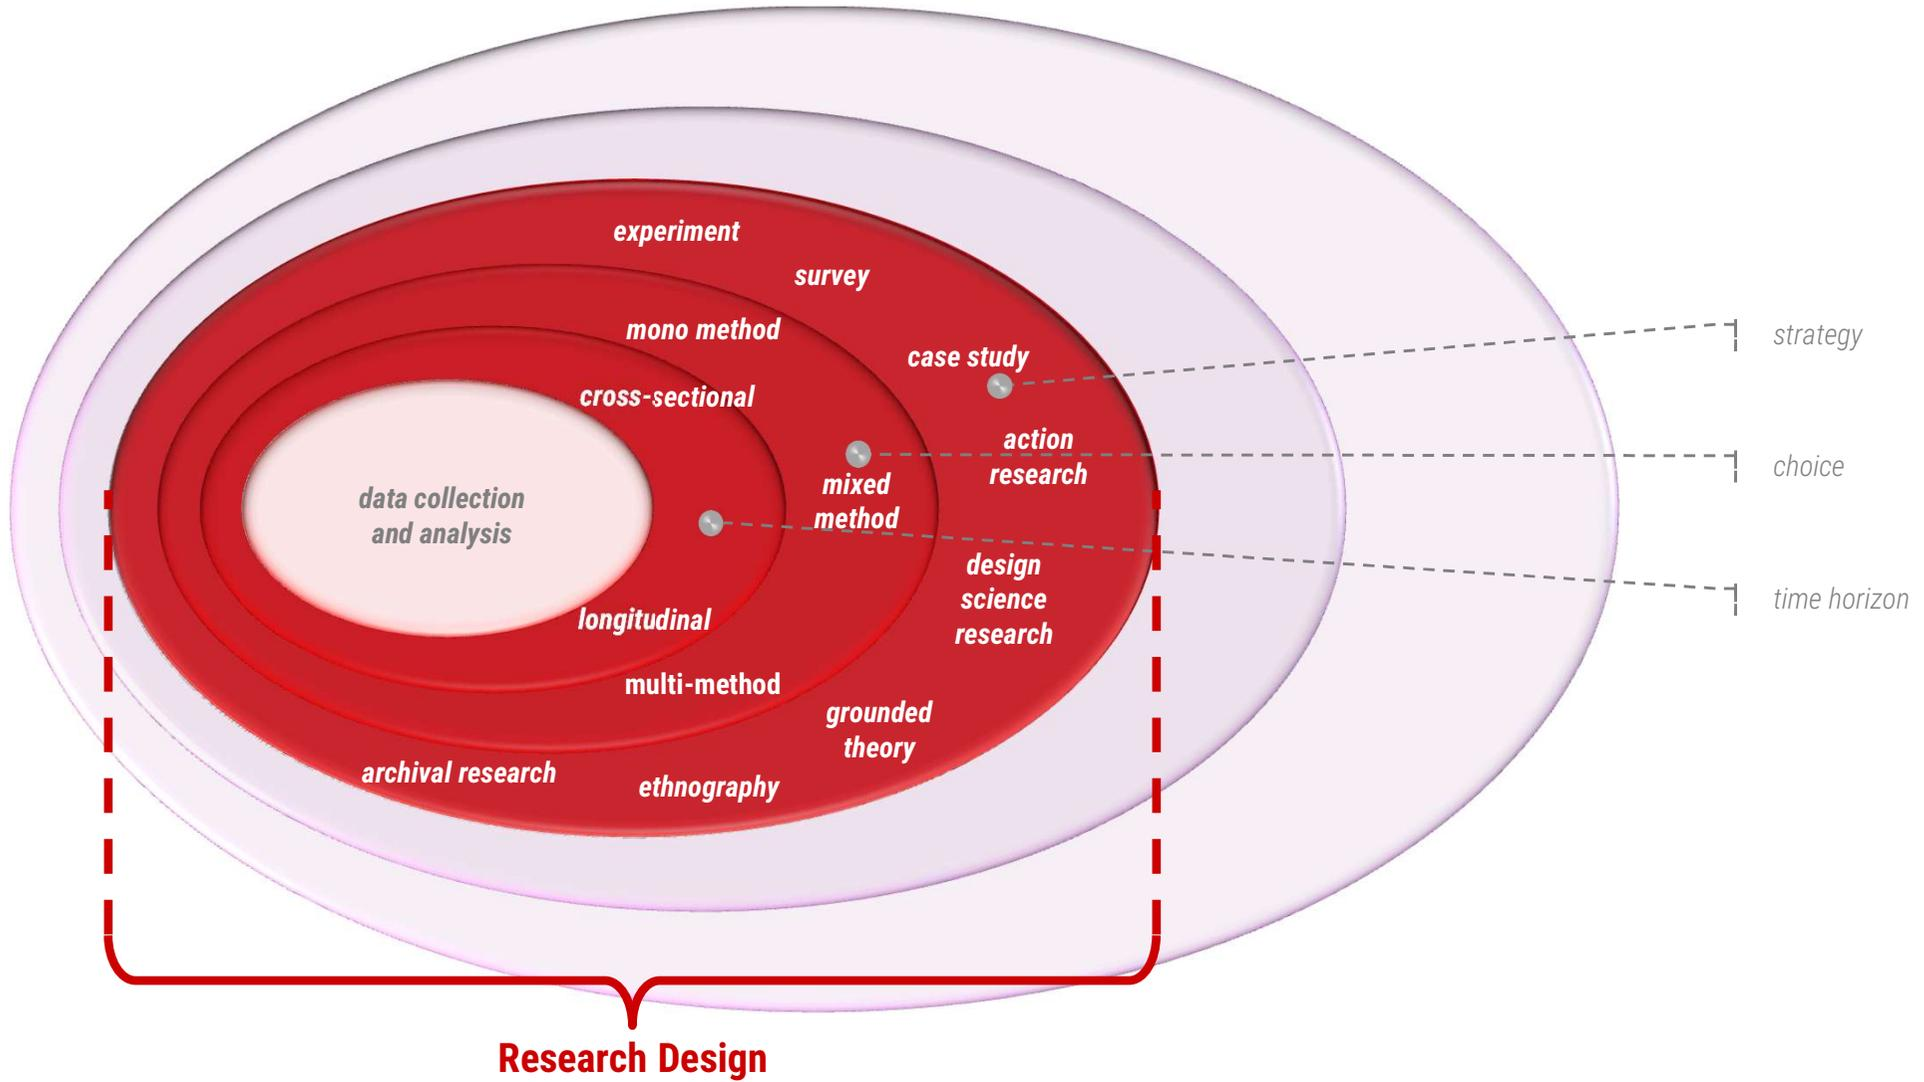 experiment
survey
mono method
case study
cross-sectional
action
research
mixed
method
data collection
and analysis
design
science
research
longitudinal
multi-method
grounded
theory
archival research
ethnography
strategy
choice
time horizon
Research Design